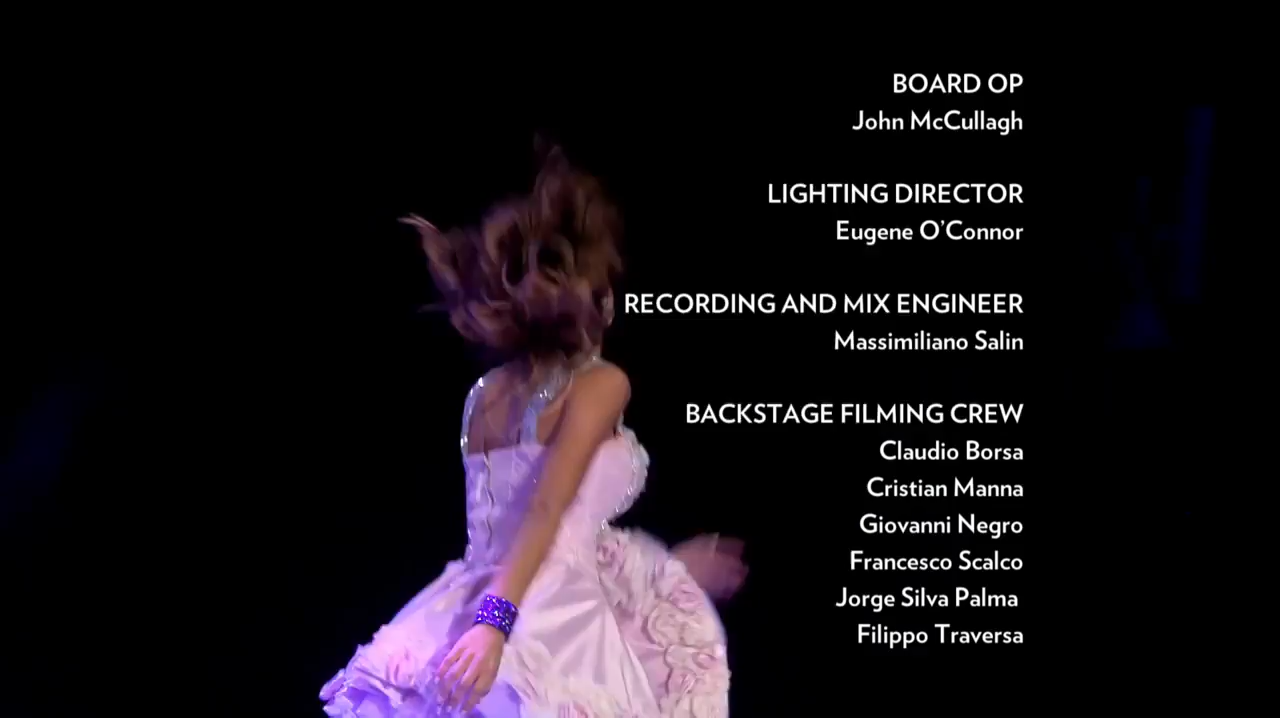 BOARD OP
John McCullagh
LIGHTING DIRECTOR
Eugene O'Connor
RECORDING AND MIX ENGINEER
Massimiliano Salin
BACKSTAGE FILMING CREW
Claudio Borsa
Cristian Manna
Giovanni Negro
Francesco Scalco
Jorge Silva Palma
Filippo Traversa